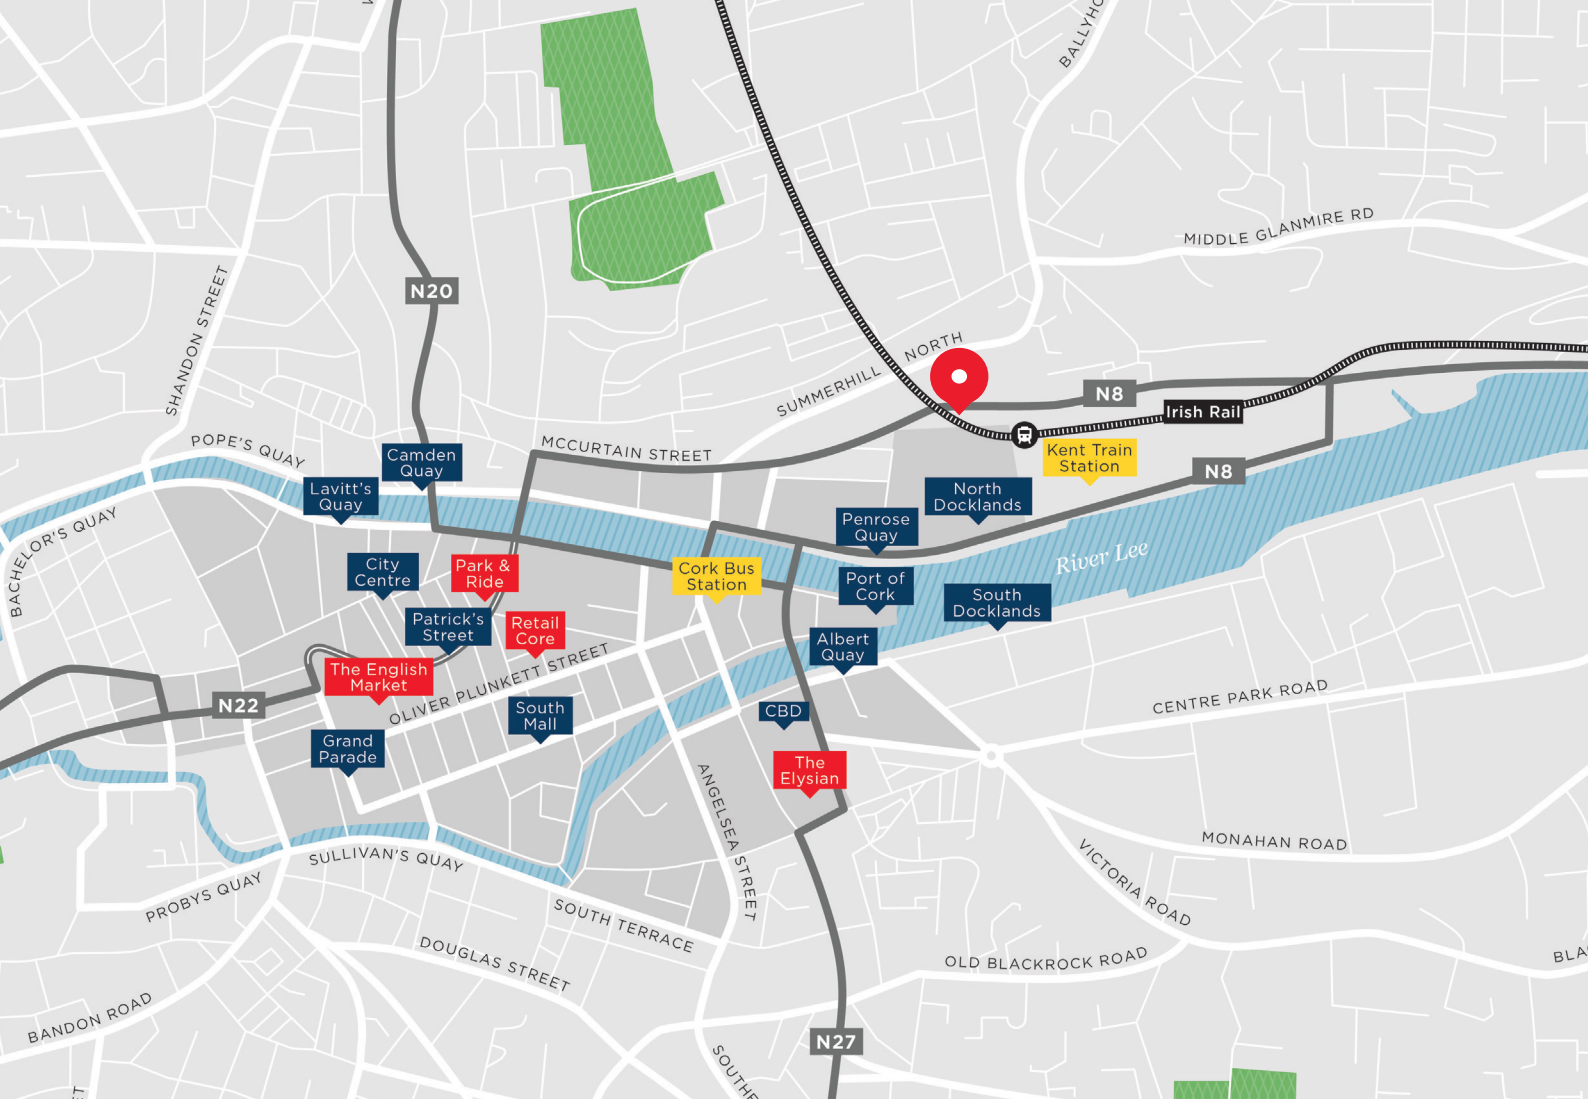 BALLYHO
MIDDLE GLANMIRE RD
N20
SHANDON STREET
SUMMERHILL NORTH
N8
Irish Rail
POPE'S QUAY
Camden
Quay
MCCURTAIN STREET
Kent Train
Station
N8
Lavitt's
Quay
North
Docklands
BACHELOR'S QUAY
Penrose
Quay
River Lee
City
Centre
Park &
Ride
Cork Bus
Station
Port of
Cork
South
Docklands
Patrick's
Street
Retail
Core
Albert
Quay
The English
Market
OLIVER PLUNKETT STREET
N22
South
Mall
CBD
CENTRE PARK ROAD
Grand
Parade
The
Elysian
ANGELSEA STREET
MONAHAN ROAD
SULLIVAN'S QUAY
VICTORIA ROAD
PROBYS QUAY
SOUTH TERRACE
DOUGLAS STREET
OLD BLACKROCK ROAD
BLA
BANDON ROAD
N27
SOUTHE
ET